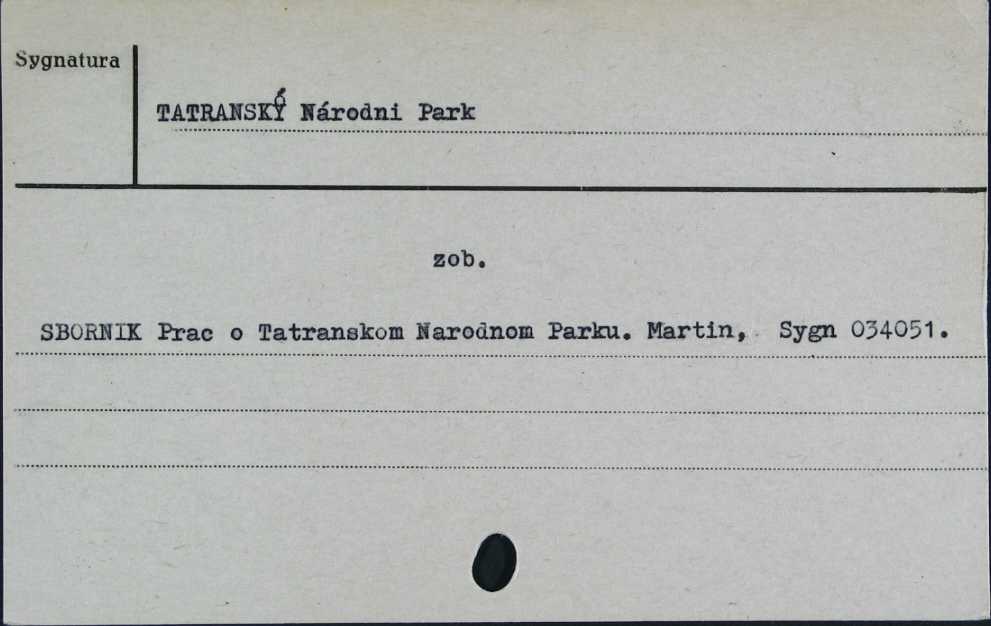 Sygnatura
TATRANSKÝ Národni Park
zob.
SBORNIK Prac o Tatranskom Narodnom Parku. Martin, Sygn 034051.